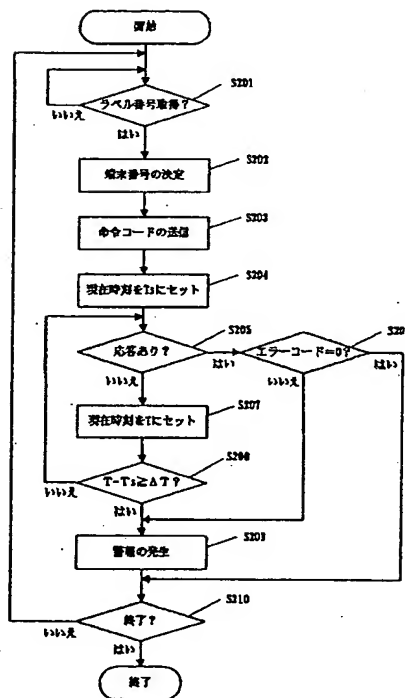 開始
S201
ラベル番号取得？
いいえ
はい
S202
端末番号の決定
S203
命令コードの送信
S204
現在時刻をTsにセット
S205
応答あり？
はい
いいえ
S20
エラーコード=0？
いいえ
はい
S207
現在時刻をTにセット
S208
T-Ts≧ΔT？
いいえ
はい
警報の発生
S210
終了？
いいえ
はい
終了